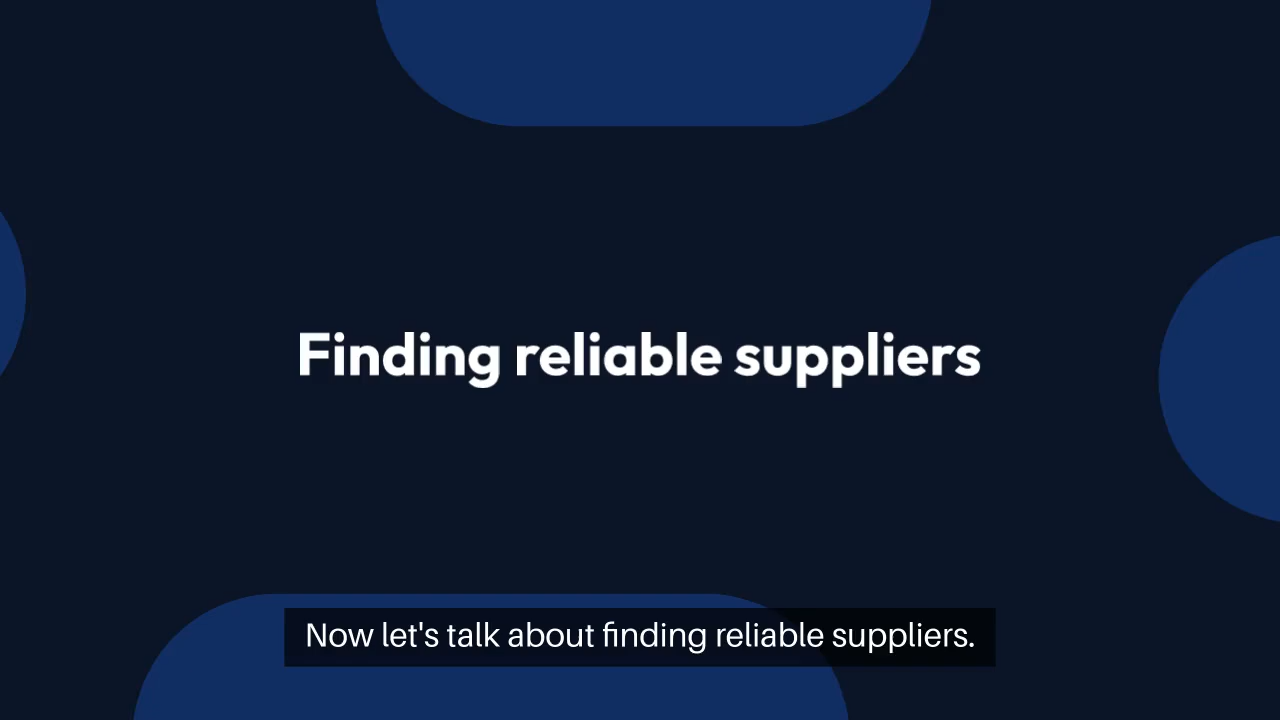 Finding reliable suppliers
Now let's talk about finding reliable suppliers.